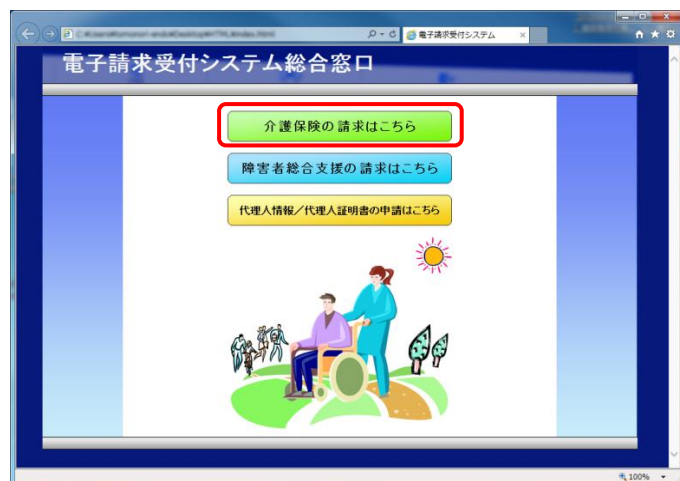 電子請求受付システム
電子請求受付システム総合窓口
介護保険の請求はこちら
障害者総合支援の請求はこちら
代理人情報/代理人証明書の申請はこちら
100%